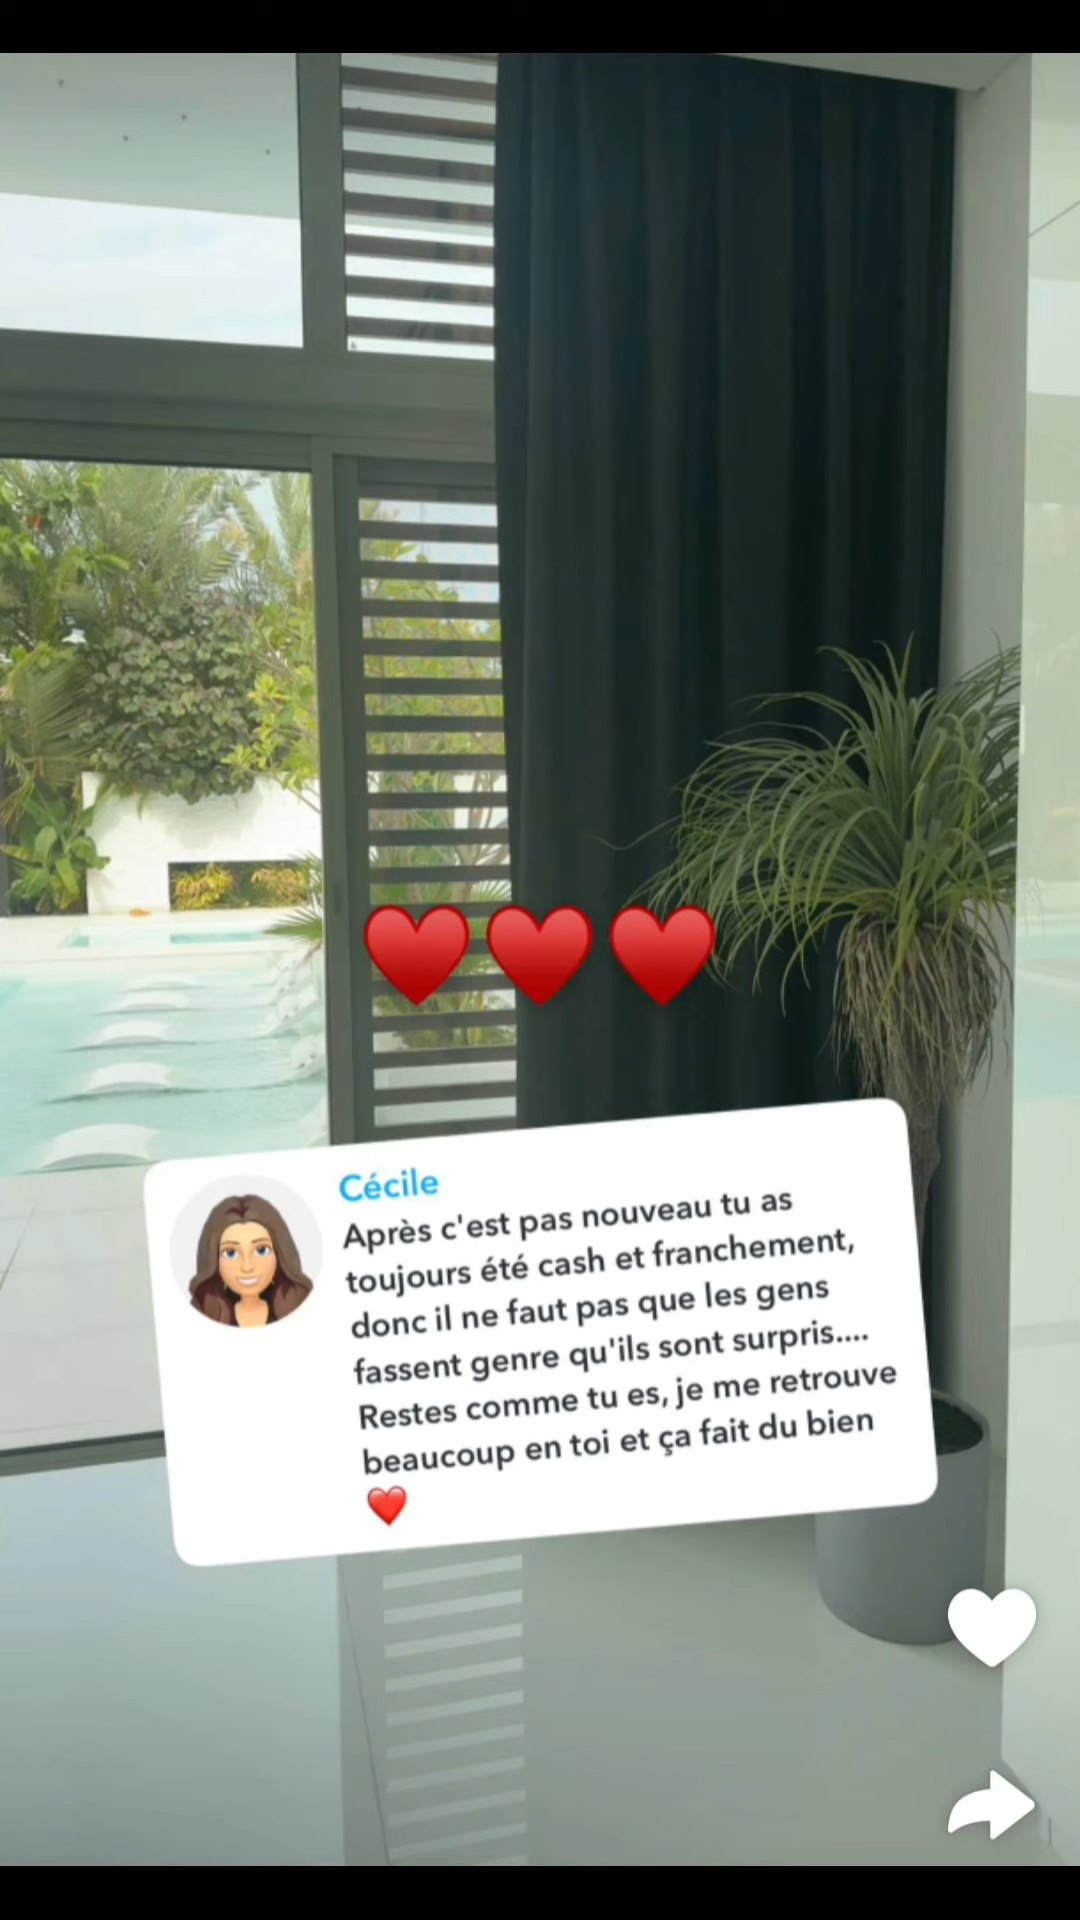 Cécile
Après c'est pas nouveau tu as
toujours été cash et franchement,
donc il ne faut pas que les gens
fassent genre qu'ils sont surpris....
Restes comme tu es, je me retrouve
beaucoup en toi et ça fait du bien